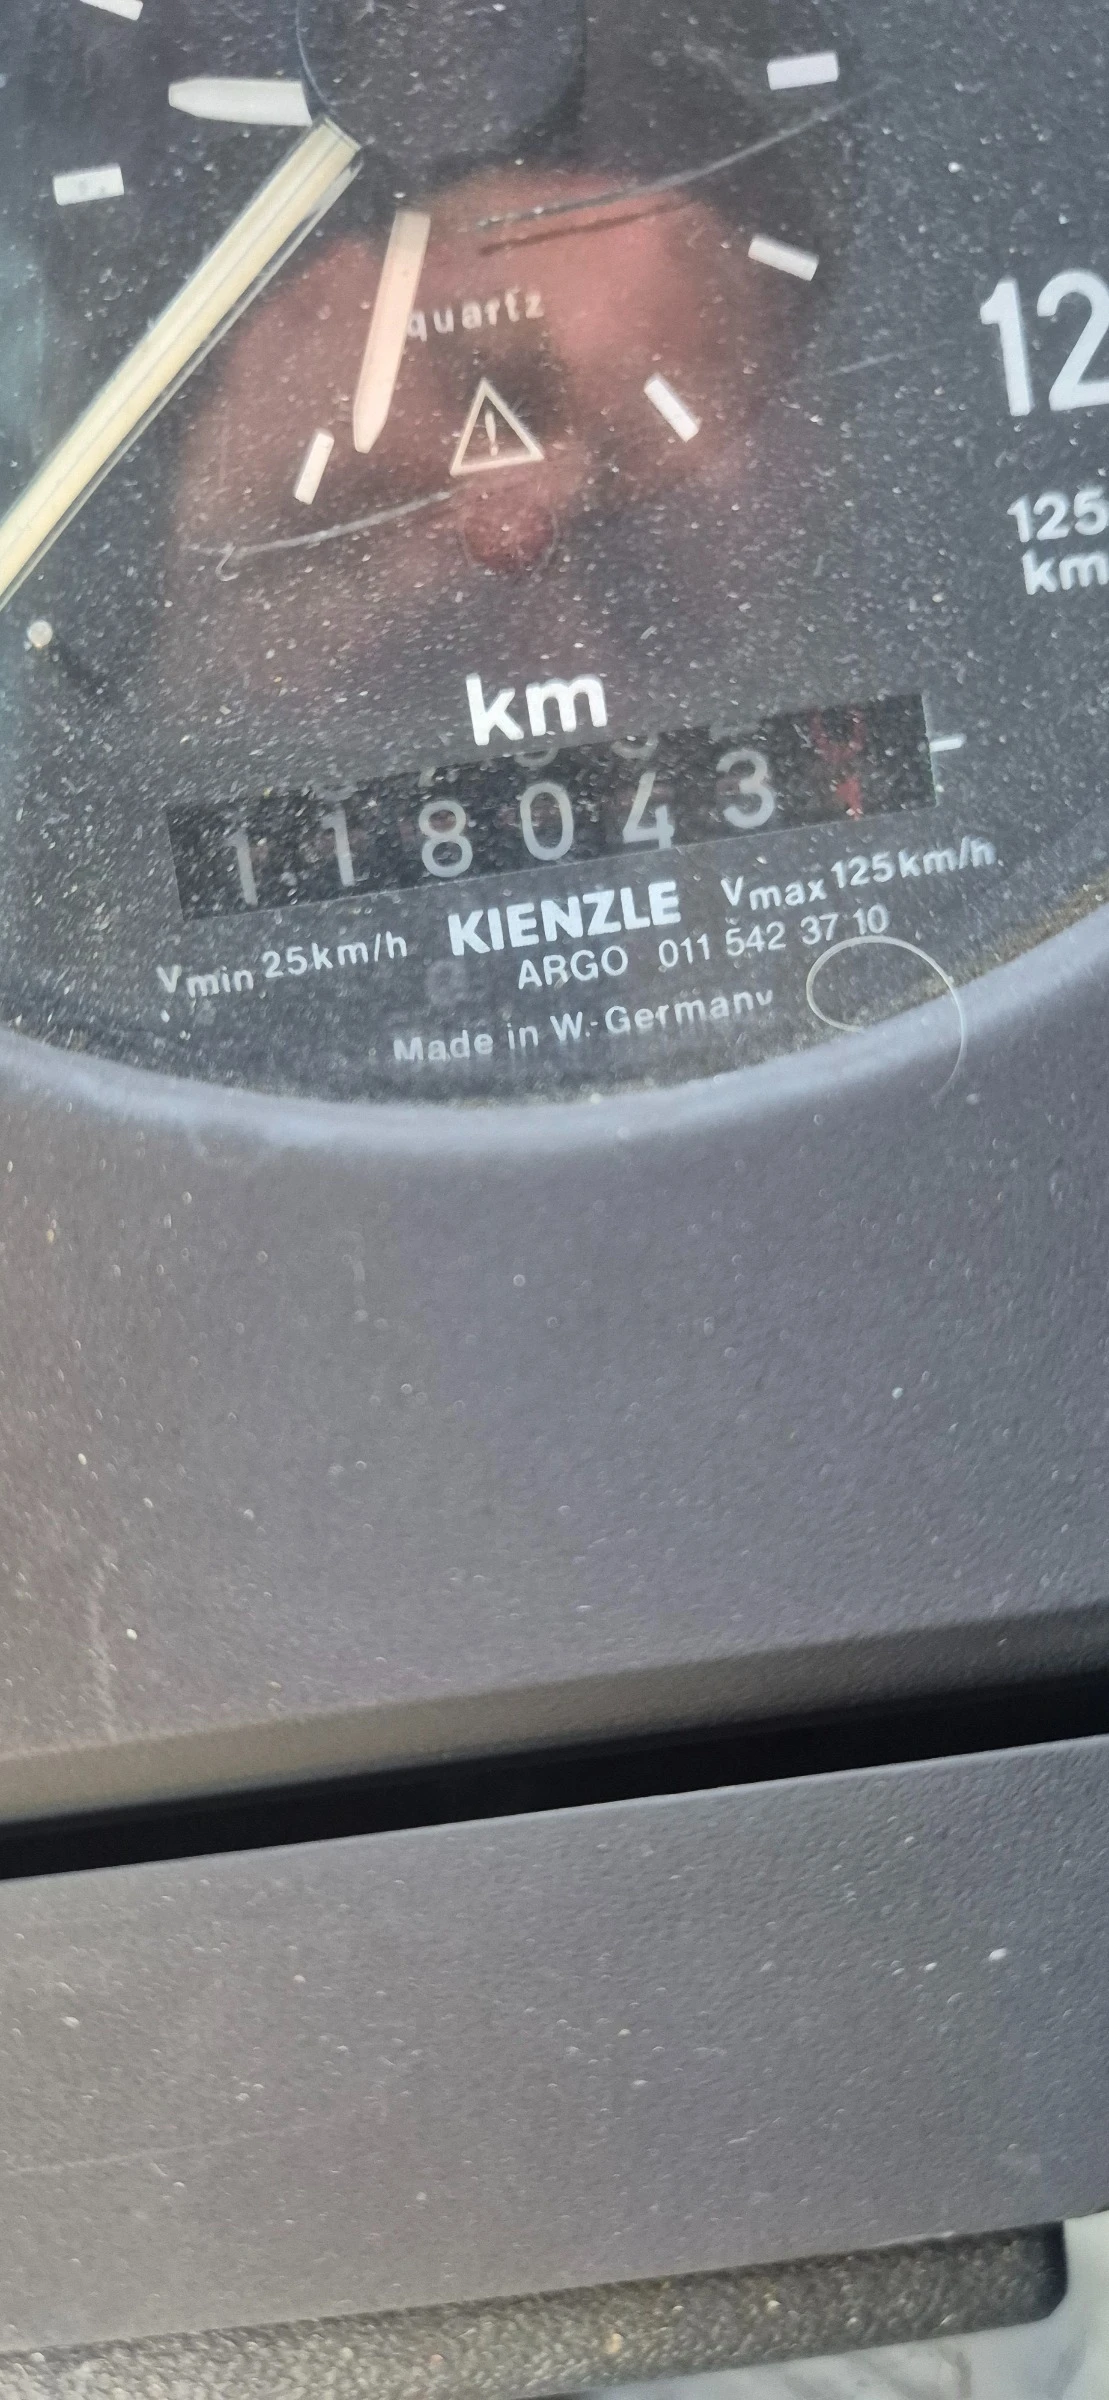 quartz
12
125
km
km
118043
Vmin 25km/h KIENZLE Vmax 125km/h
ARGO 011 542 37 10
Made in W.-Germany